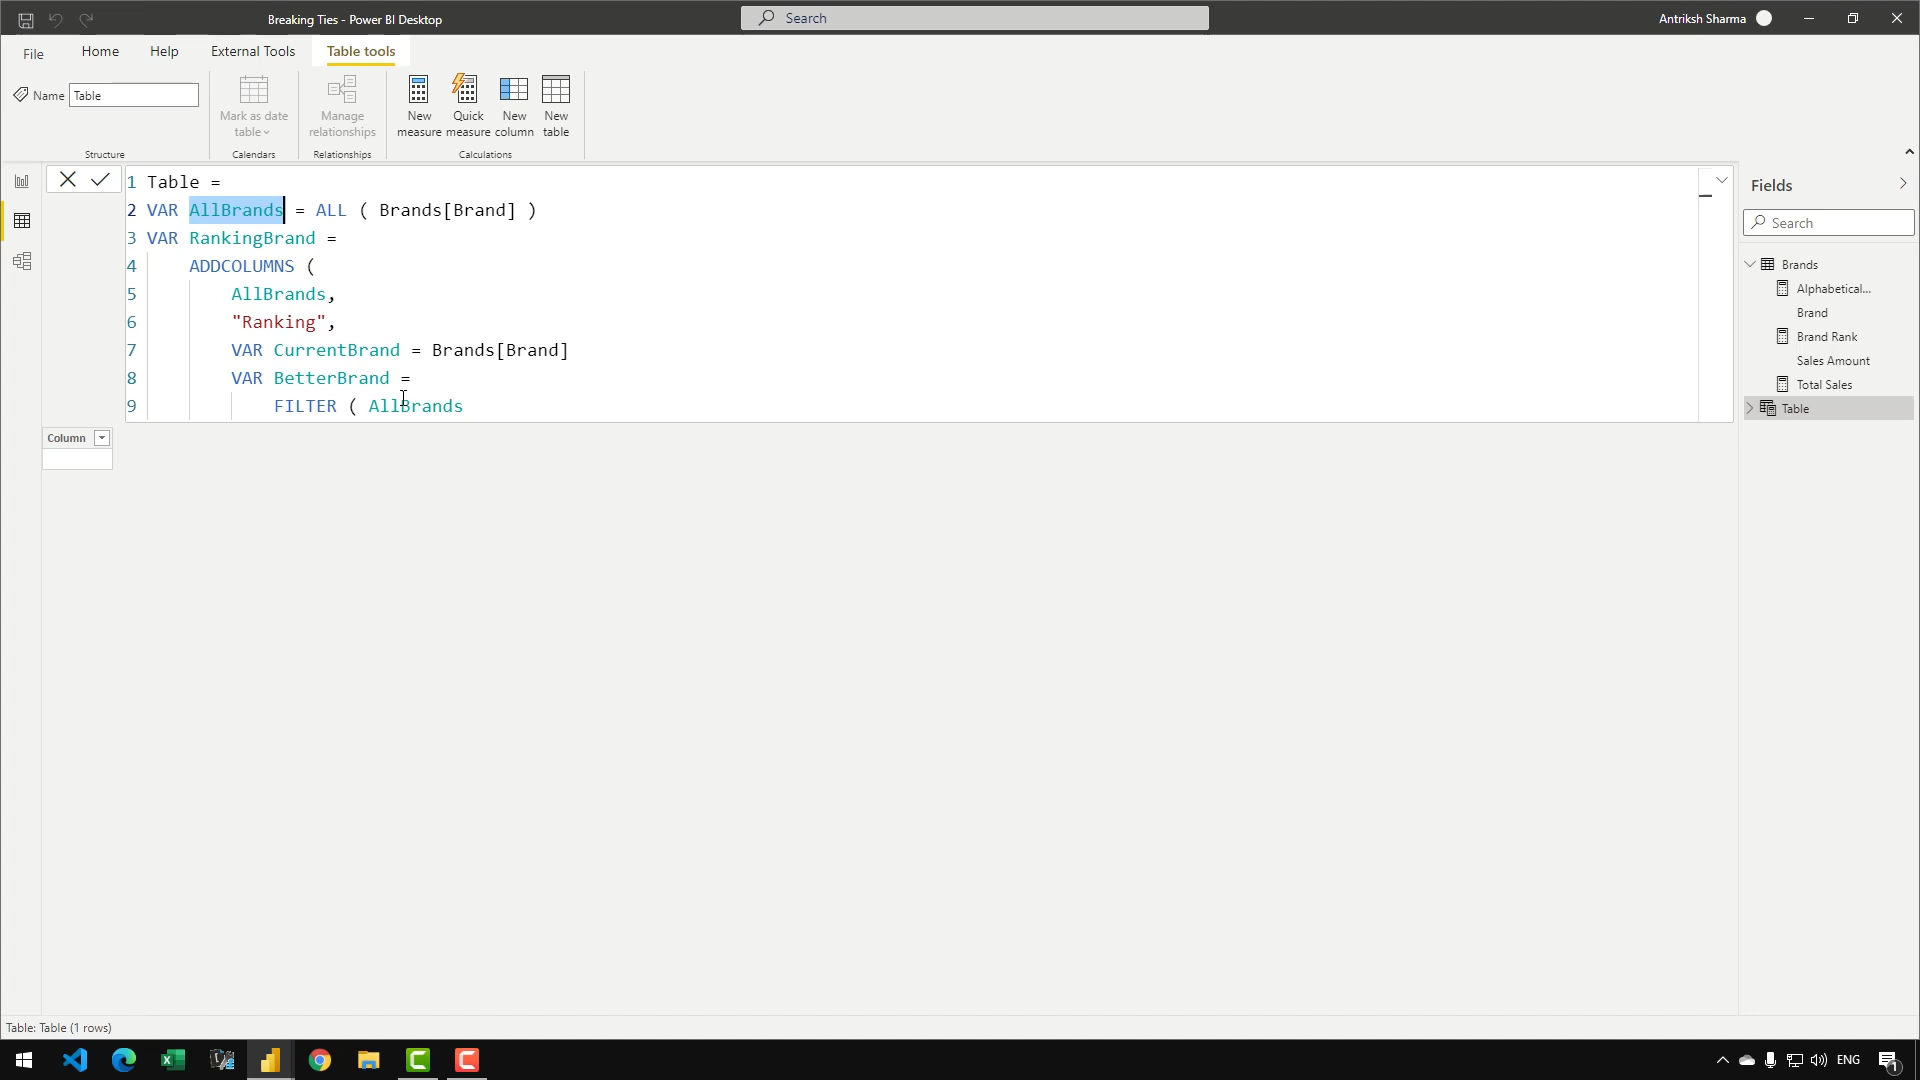 Breaking Ties - Power BI Desktop
Search
Antriksh Sharma
File
Home
Help
External Tools
Table tools
Name
Table
Mark as date table
Manage relationships
New measure
Quick measure
New column
New table
Structure
Calendars
Relationships
Calculations
1 Table =
2 VAR AllBrands = ALL ( Brands[Brand] )
3 VAR RankingBrand =
4 ADDCOLUMNS (
5 AllBrands,
6 "Ranking",
7 VAR CurrentBrand = Brands[Brand]
8 VAR BetterBrand =
9 FILTER ( AllBrands
Column
Fields
Search
Brands
Alphabetical...
Brand
Brand Rank
Sales Amount
Total Sales
Table
Table: Table (1 rows)
ENG
1